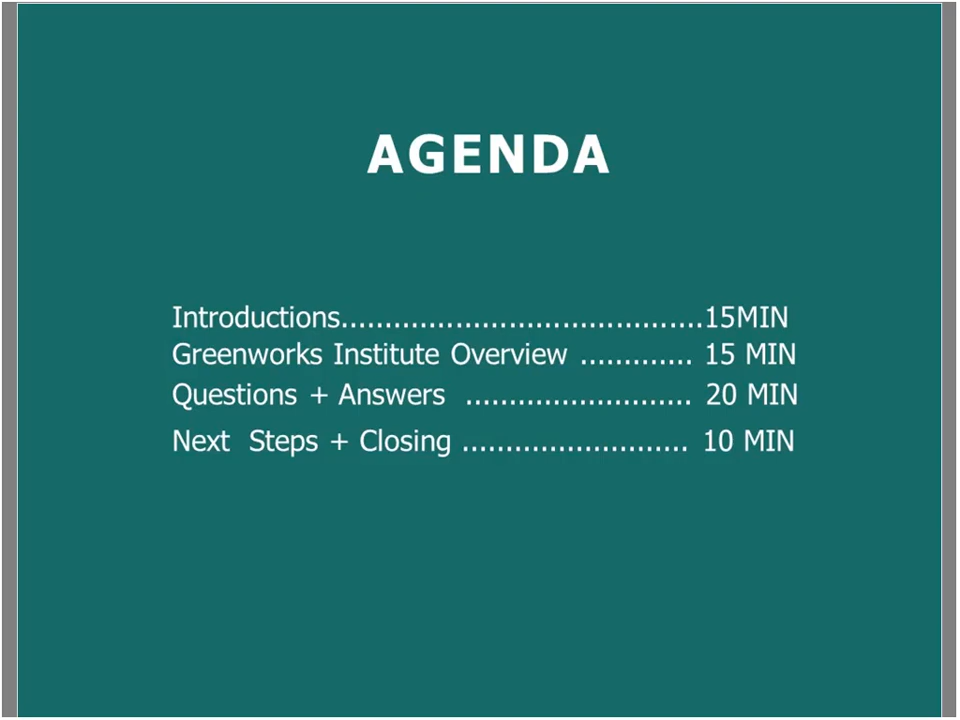 AGENDA
Introductions..........................................15MIN
Greenworks Institute Overview ............. 15 MIN
Questions + Answers .......................... 20 MIN
Next Steps + Closing .......................... 10 MIN